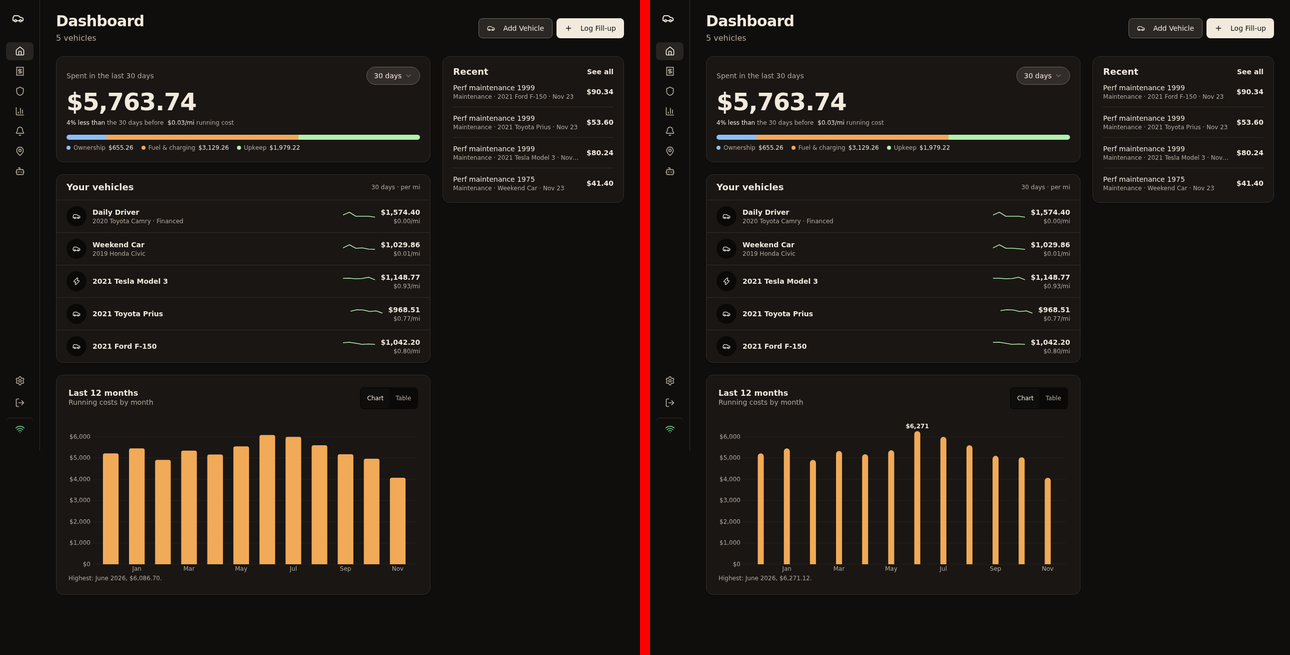 Dashboard
5 vehicles
Add Vehicle
Log Fill-up
Spent in the last 30 days
30 days
$5,763.74
4% less than the 30 days before $0.03/mi running cost
Ownership $655.26 Fuel & charging $3,129.26 Upkeep $1,979.22
Recent
See all
Perf maintenance 1999
Maintenance · 2021 Ford F-150 · Nov 23
$90.34
Perf maintenance 1999
Maintenance · 2021 Toyota Prius · Nov 23
$53.60
Perf maintenance 1999
Maintenance · 2021 Tesla Model 3 · Nov...
$80.24
Perf maintenance 1975
Maintenance · Weekend Car · Nov 23
$41.40
Your vehicles
30 days · per mi
Daily Driver
2020 Toyota Camry · Financed
$1,574.40
$0.00/mi
Weekend Car
2019 Honda Civic
$1,029.86
$0.01/mi
2021 Tesla Model 3
$1,148.77
$0.93/mi
2021 Toyota Prius
$968.51
$0.77/mi
2021 Ford F-150
$1,042.20
$0.80/mi
Last 12 months
Running costs by month
Chart
Table
$6,000
$5,000
$4,000
$3,000
$2,000
$1,000
$0
Jan Mar May Jul Sep Nov
Highest: June 2026, $6,086.70.
Dashboard
5 vehicles
Add Vehicle
Log Fill-up
Spent in the last 30 days
30 days
$5,763.74
4% less than the 30 days before $0.03/mi running cost
Ownership $655.26 Fuel & charging $3,129.26 Upkeep $1,979.22
Recent
See all
Perf maintenance 1999
Maintenance · 2021 Ford F-150 · Nov 23
$90.34
Perf maintenance 1999
Maintenance · 2021 Toyota Prius · Nov 23
$53.60
Perf maintenance 1999
Maintenance · 2021 Tesla Model 3 · Nov...
$80.24
Perf maintenance 1975
Maintenance · Weekend Car · Nov 23
$41.40
Your vehicles
30 days · per mi
Daily Driver
2020 Toyota Camry · Financed
$1,574.40
$0.00/mi
Weekend Car
2019 Honda Civic
$1,029.86
$0.01/mi
2021 Tesla Model 3
$1,148.77
$0.93/mi
2021 Toyota Prius
$968.51
$0.77/mi
2021 Ford F-150
$1,042.20
$0.80/mi
Last 12 months
Running costs by month
Chart
Table
$6,271
$6,000
$5,000
$4,000
$3,000
$2,000
$1,000
$0
Jan Mar May Jul Sep Nov
Highest: June 2026, $6,271.12.